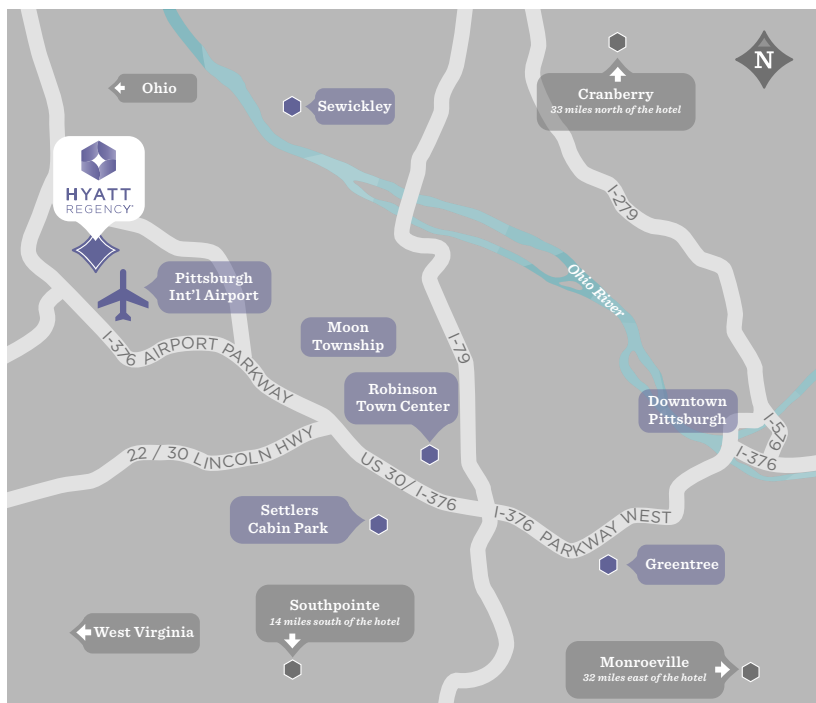 Ohio
Sewickley
Cranberry
33 miles north of the hotel
N
HYATT
REGENCY
I-279
Pittsburgh
Int'l Airport
Ohio River
Moon
Township
I-376 AIRPORT PARKWAY
I-79
Robinson
Town Center
Downtown
Pittsburgh
I-579
I-376
22 / 30 LINCOLN HWY
US 30/ I-376
I-376 PARKWAY WEST
Settlers
Cabin Park
Greentree
Southpointe
14 miles south of the hotel
West Virginia
Monroeville
32 miles east of the hotel